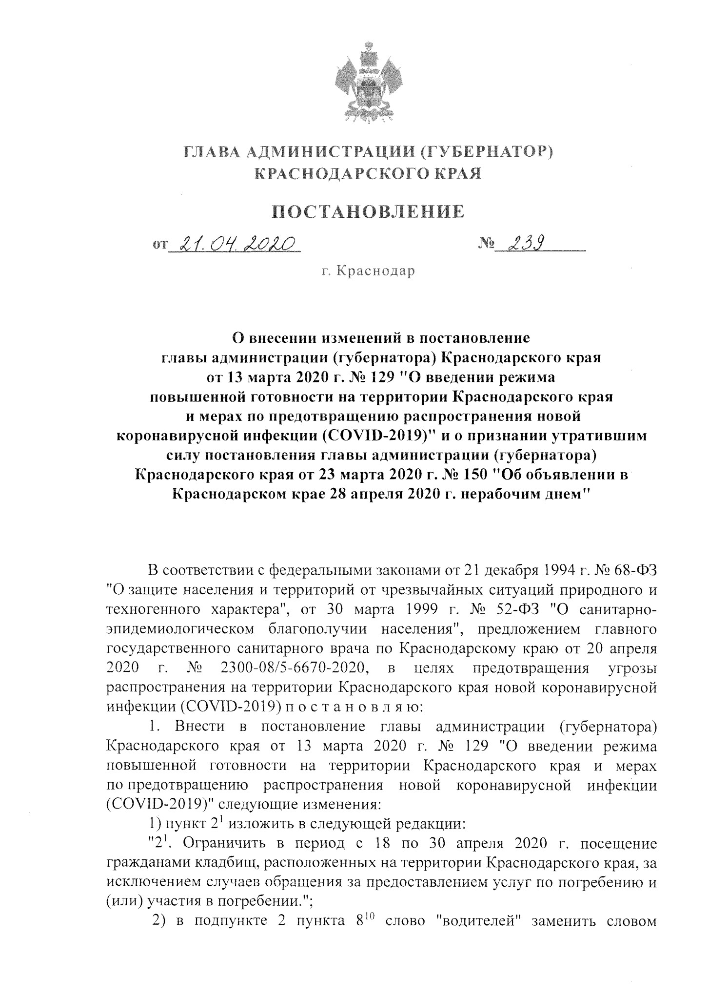 ГЛАВА АДМИНИСТРАЦИИ (ГУБЕРНАТОР)
КРАСНОДАРСКОГО КРАЯ
ПОСТАНОВЛЕНИЕ
от 21.04.2020 № 239
г. Краснодар
О внесении изменений в постановление
главы администрации (губернатора) Краснодарского края
от 13 марта 2020 г. № 129 "О введении режима
повышенной готовности на территории Краснодарского края
и мерах по предотвращению распространения новой
коронавирусной инфекции (COVID-2019)" и о признании утратившим
силу постановления главы администрации (губернатора)
Краснодарского края от 23 марта 2020 г. № 150 "Об объявлении в
Краснодарском крае 28 апреля 2020 г. нерабочим днем"
В соответствии с федеральными законами от 21 декабря 1994 г. № 68-ФЗ
"О защите населения и территорий от чрезвычайных ситуаций природного и
техногенного характера", от 30 марта 1999 г. № 52-ФЗ "О санитарно-
эпидемиологическом благополучии населения", предложением главного
государственного санитарного врача по Краснодарскому краю от 20 апреля
2020 г. № 2300-08/5-6670-2020, в целях предотвращения угрозы
распространения на территории Краснодарского края новой коронавирусной
инфекции (COVID-2019) п о с т а н о в л я ю:
1. Внести в постановление главы администрации (губернатора)
Краснодарского края от 13 марта 2020 г. № 129 "О введении режима
повышенной готовности на территории Краснодарского края и мерах
по предотвращению распространения новой коронавирусной инфекции
(COVID-2019)" следующие изменения:
1) пункт 2¹ изложить в следующей редакции:
"2¹. Ограничить в период с 18 по 30 апреля 2020 г. посещение
гражданами кладбищ, расположенных на территории Краснодарского края, за
исключением случаев обращения за предоставлением услуг по погребению и
(или) участия в погребении.";
2) в подпункте 2 пункта 8¹⁰ слово "водителей" заменить словом